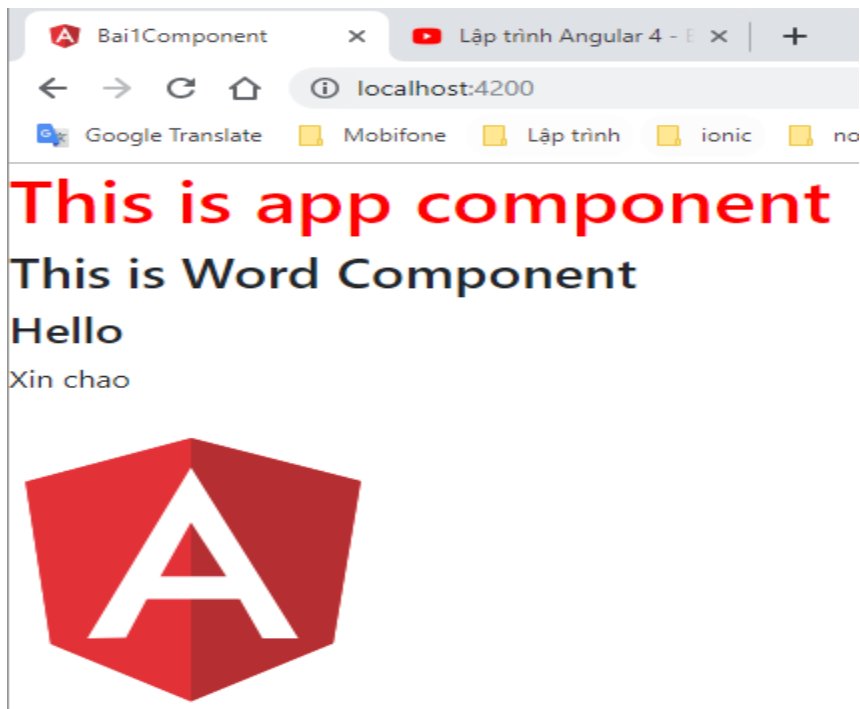 Bai1Component
Lập trình Angular 4 -
localhost:4200
Google Translate Mobifone Lập trình ionic no
This is app component
This is Word Component
Hello
Xin chao